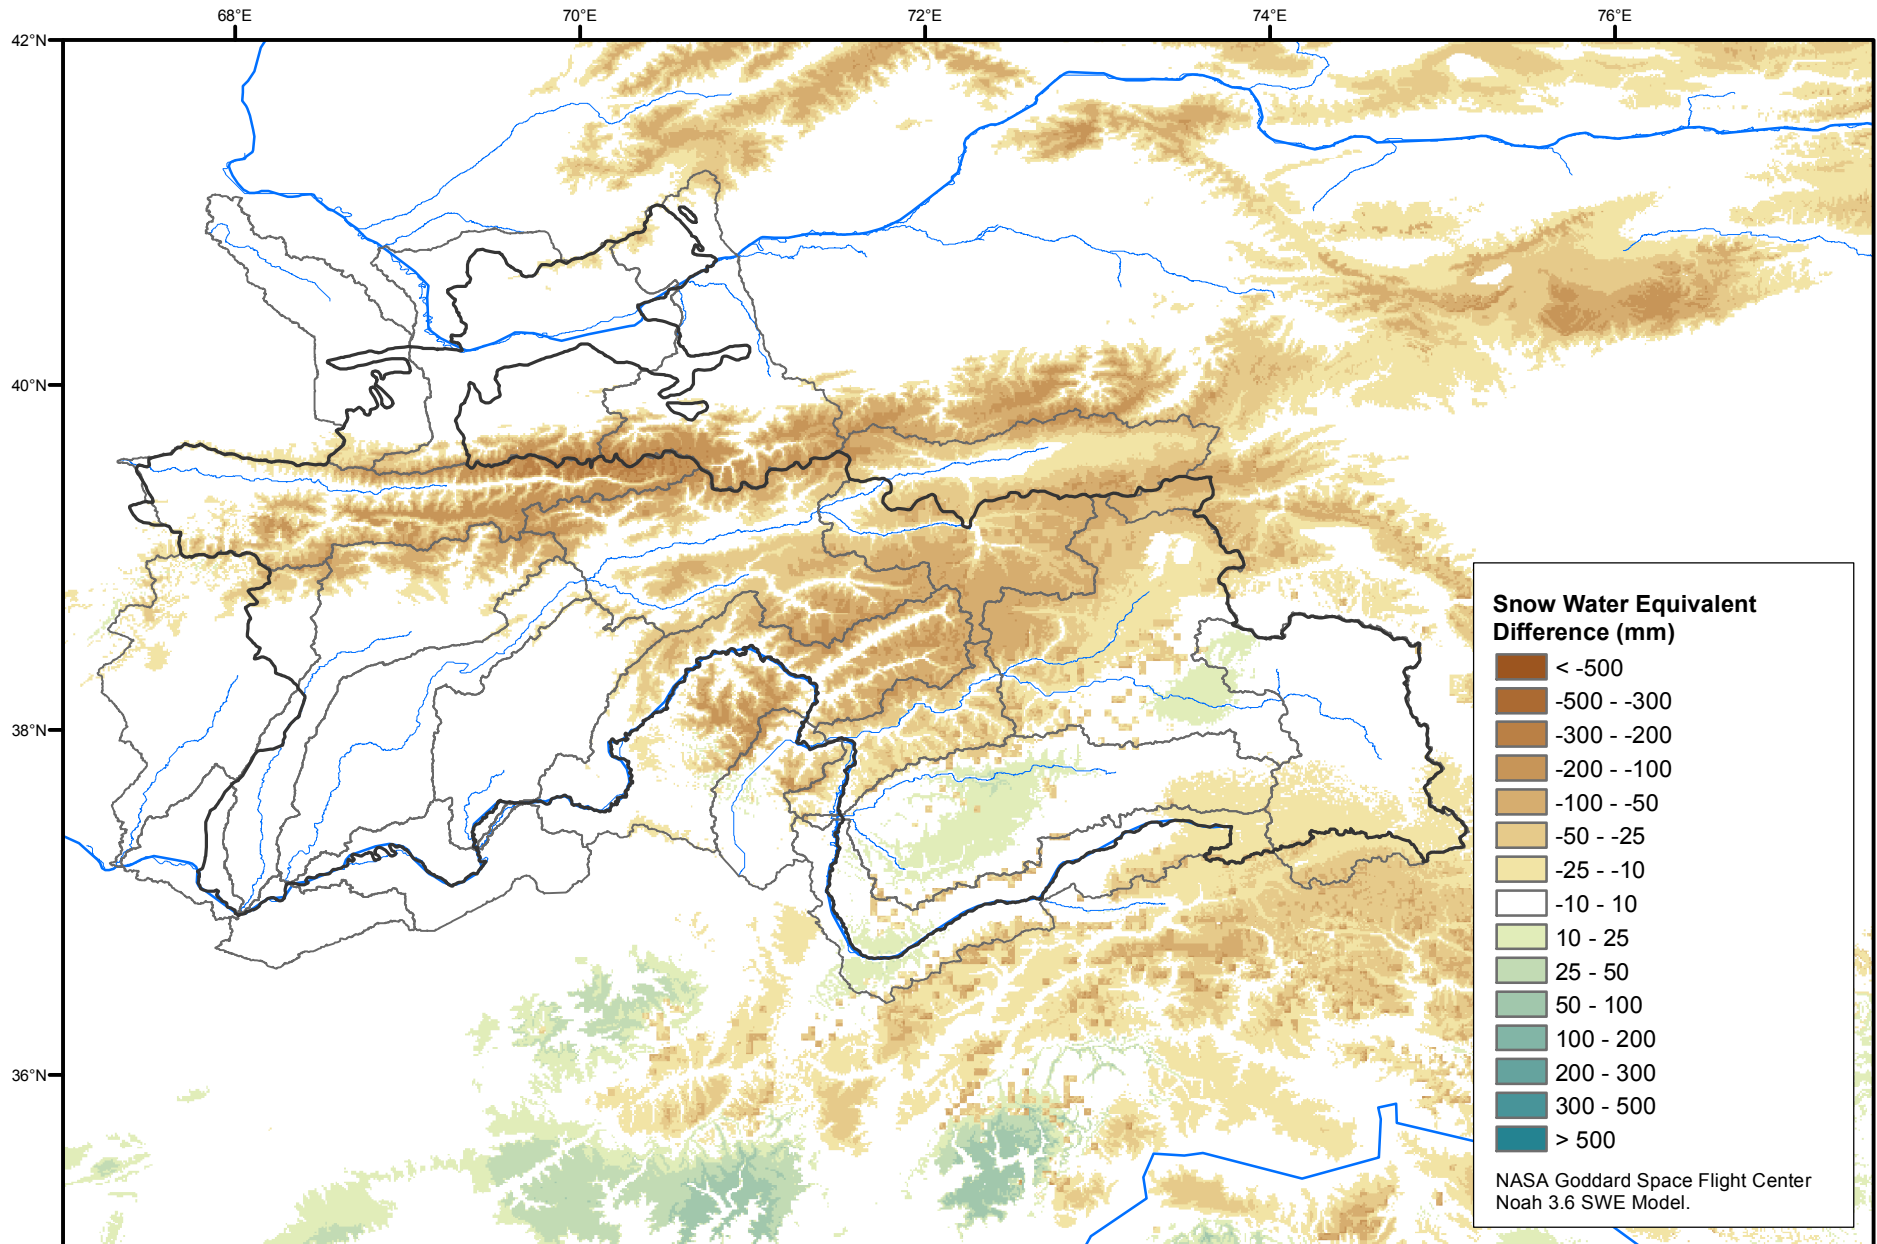 68°E
70°E
72°E
74°E
76°E
42°N
40°N
38°N
36°N
Snow Water Equivalent
Difference (mm)
< -500
-500 - -300
-300 - -200
-200 - -100
-100 - -50
-50 - -25
-25 - -10
-10 - 10
10 - 25
25 - 50
50 - 100
100 - 200
200 - 300
300 - 500
> 500
NASA Goddard Space Flight Center
Noah 3.6 SWE Model.